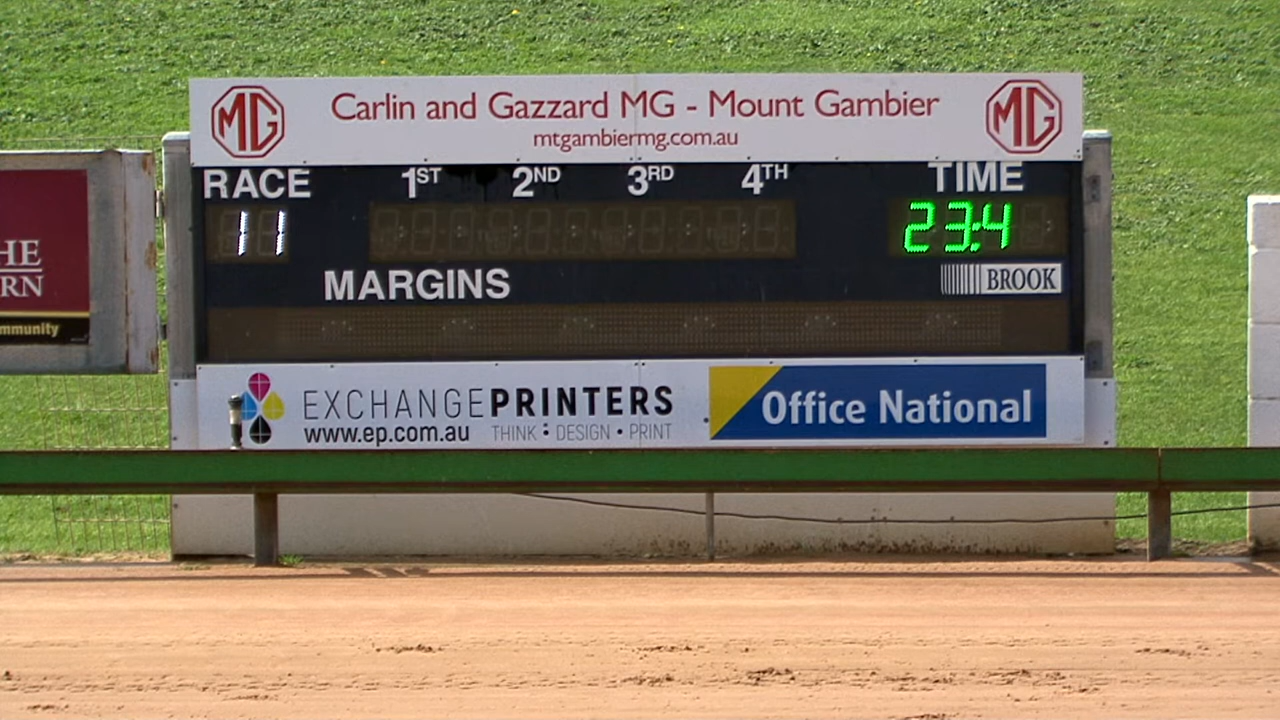 MG Carlin and Gazzard MG - Mount Gambier MG
mtgambiermg.com.au
RACE 1ST 2ND 3RD 4TH TIME
11 23:4
MARGINS BROOK
HE
RN
mmunity
EXCHANGEPRINTERS Office National
www.ep.com.au THINK • DESIGN • PRINT